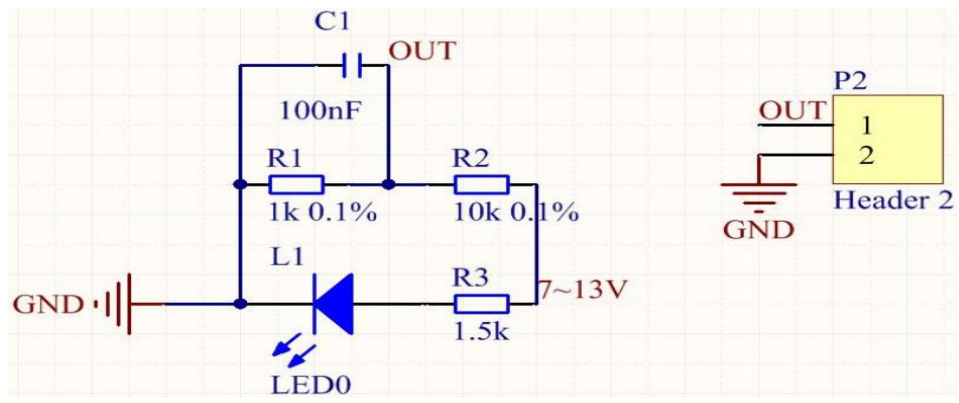 C1
OUT
100nF
R1
R2
1k 0.1%
10k 0.1%
L1
R3
GND
7~13V
1.5k
LED0
P2
OUT
1
2
GND
Header 2